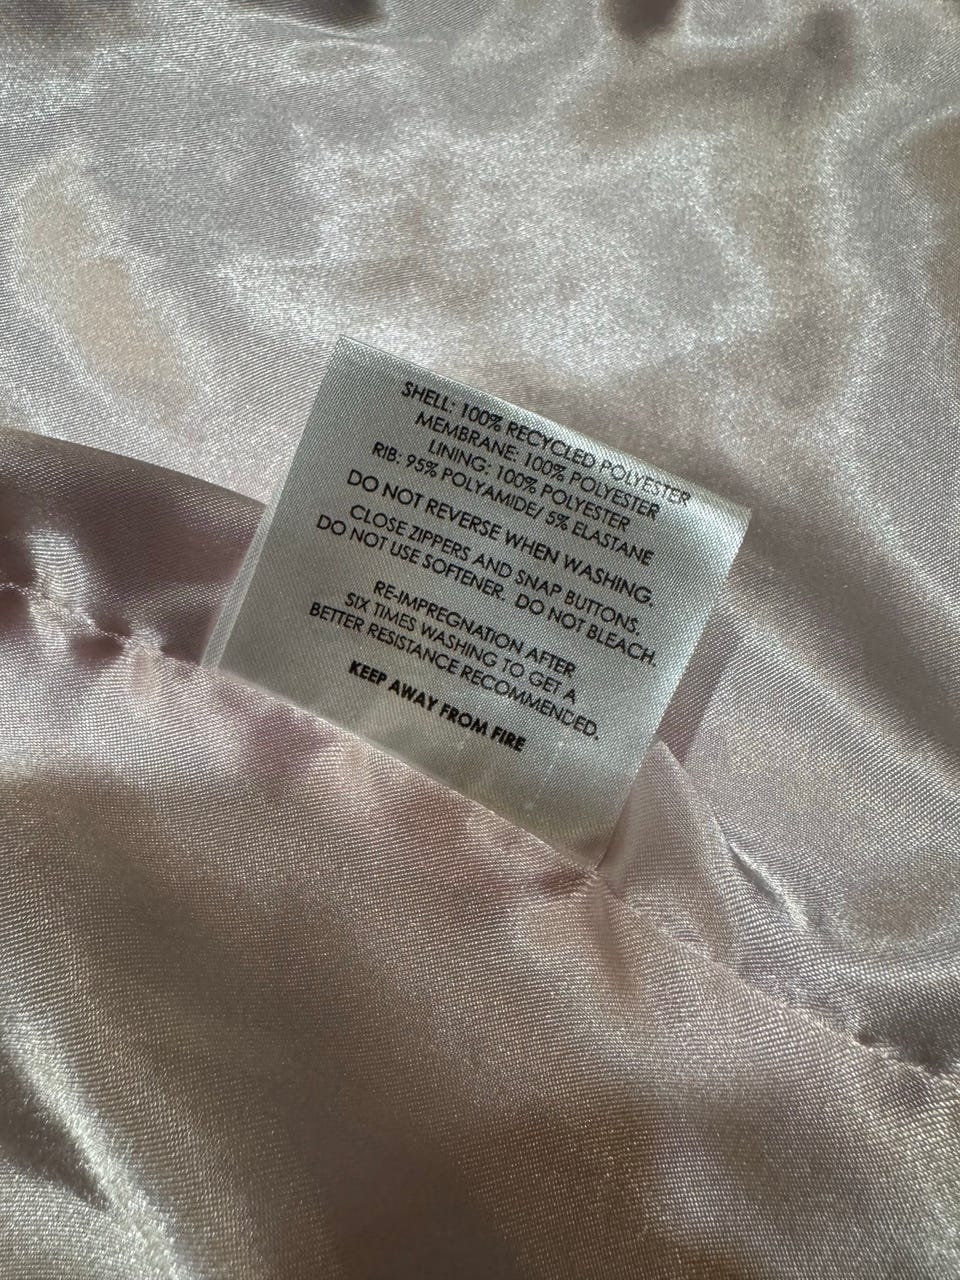 SHELL: 100% RECYCLED POLYESTER
MEMBRANE: 100% POLYESTER
LINING: 100% POLYESTER
RIB: 95% POLYAMIDE/ 5% ELASTANE
DO NOT REVERSE WHEN WASHING.
CLOSE ZIPPERS AND SNAP BUTTONS.
DO NOT USE SOFTENER. DO NOT BLEACH.
RE-IMPREGNATION AFTER
SIX TIMES WASHING TO GET A
BETTER RESISTANCE RECOMMENDED.
KEEP AWAY FROM FIRE